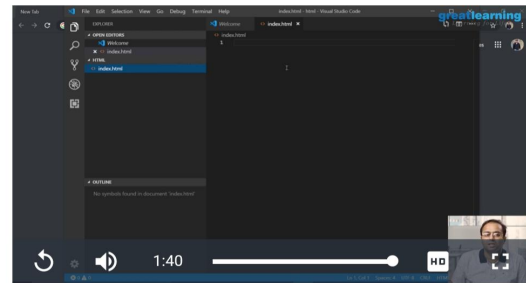 New Tab
File Edit Selection View Go Debug Terminal Help
index.html - html - Visual Studio Code
greatlearning
EXPLORER
Welcome
index.html
OPEN EDITORS
Welcome
index.html
HTML
index.html
index.html
1
OUTLINE
No symbols found in document 'index.html'
1:40
HD